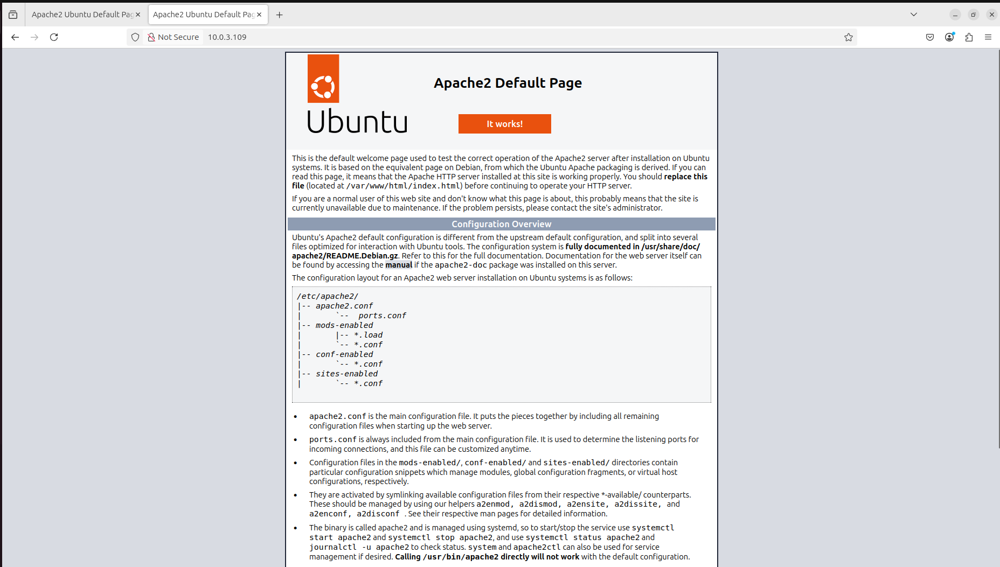 Apache2 Ubuntu Default Pag
Apache2 Ubuntu Default Pag
Not Secure 10.0.3.109
Apache2 Default Page
Ubuntu
It works!
This is the default welcome page used to test the correct operation of the Apache2 server after installation on Ubuntu
systems. It is based on the equivalent page on Debian, from which the Ubuntu Apache packaging is derived. If you can
read this page, it means that the Apache HTTP server installed at this site is working properly. You should replace this
file (located at /var/www/html/index.html) before continuing to operate your HTTP server.
If you are a normal user of this web site and don't know what this page is about, this probably means that the site is
currently unavailable due to maintenance. If the problem persists, please contact the site's administrator.
Configuration Overview
Ubuntu's Apache2 default configuration is different from the upstream default configuration, and split into several
files optimized for interaction with Ubuntu tools. The configuration system is fully documented in /usr/share/doc/
apache2/README.Debian.gz. Refer to this for the full documentation. Documentation for the web server itself can
be found by accessing the manual if the apache2-doc package was installed on this server.
The configuration layout for an Apache2 web server installation on Ubuntu systems is as follows:
/etc/apache2/
|-- apache2.conf
|       `--  ports.conf
|-- mods-enabled
|       |-- *.load
|       `-- *.conf
|-- conf-enabled
|       `-- *.conf
|-- sites-enabled
|       `-- *.conf
• apache2.conf is the main configuration file. It puts the pieces together by including all remaining
configuration files when starting up the web server.
• ports.conf is always included from the main configuration file. It is used to determine the listening ports for
incoming connections, and this file can be customized anytime.
• Configuration files in the mods-enabled/, conf-enabled/ and sites-enabled/ directories contain
particular configuration snippets which manage modules, global configuration fragments, or virtual host
configurations, respectively.
• They are activated by symlinking available configuration files from their respective *-available/ counterparts.
These should be managed by using our helpers a2enmod, a2dismod, a2ensite, a2dissite, and
a2enconf, a2disconf . See their respective man pages for detailed information.
• The binary is called apache2 and is managed using systemd, so to start/stop the service use systemctl
start apache2 and systemctl stop apache2, and use systemctl status apache2 and
journalctl -u apache2 to check status. system and apache2ctl can also be used for service
management if desired. Calling /usr/bin/apache2 directly will not work with the default configuration.